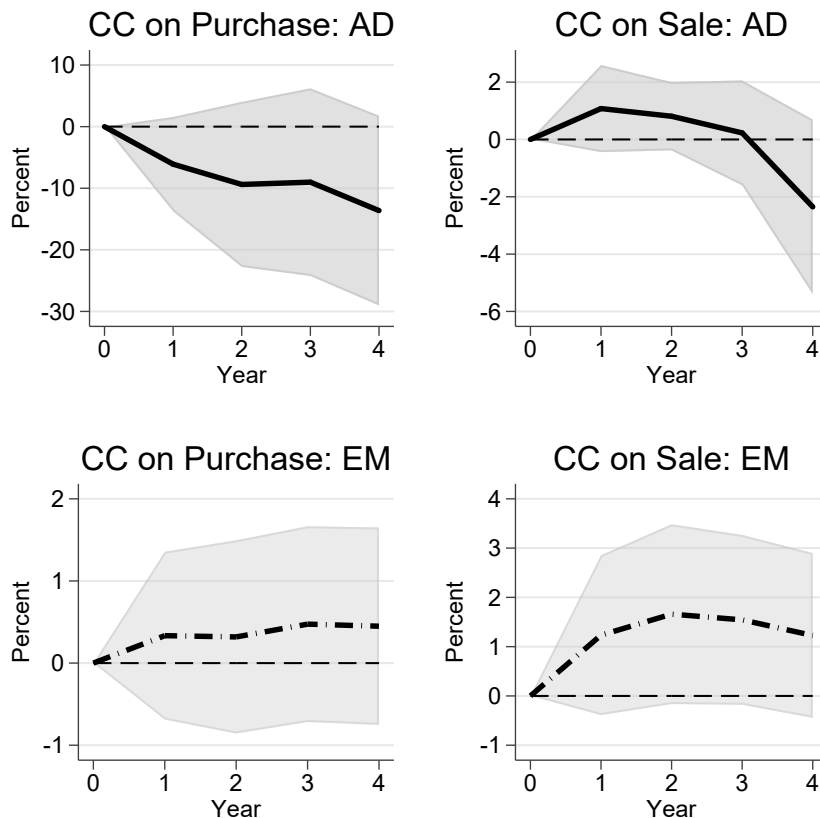 CC on Purchase: AD
10
0
-10
-20
-30
Percent
0 1 2 3 4
Year
CC on Sale: AD
2
0
-2
-4
-6
Percent
0 1 2 3 4
Year
CC on Purchase: EM
2
1
0
-1
Percent
0 1 2 3 4
Year
CC on Sale: EM
4
3
2
1
0
-1
Percent
0 1 2 3 4
Year